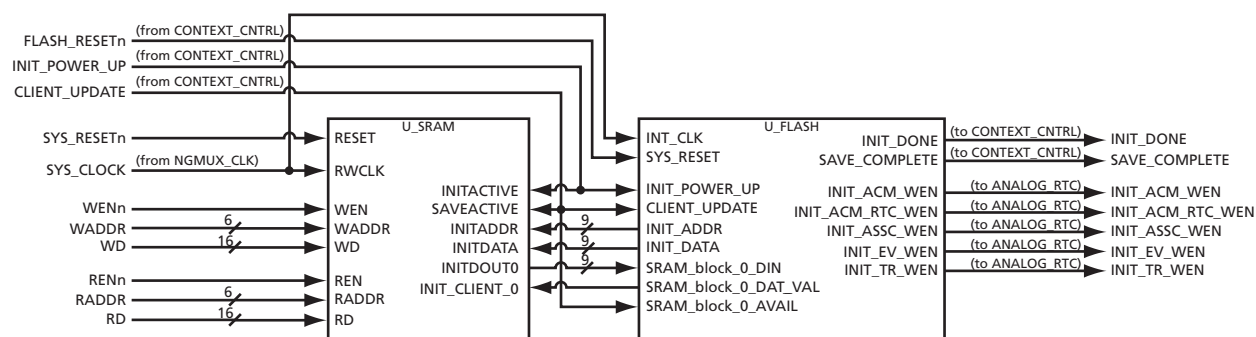 FLASH_RESETn (from CONTEXT_CNTRL)
INIT_POWER_UP (from CONTEXT_CNTRL)
CLIENT_UPDATE (from CONTEXT_CNTRL)
SYS_RESETn
SYS_CLOCK (from NGMUX_CLK)
WENn
WADDR 6
WD 16
RENn
RADDR 6
RD 16
U_SRAM
RESET
RWCLK
WEN
WADDR
WD
REN
RADDR
RD
INITACTIVE
SAVEACTIVE
INITADDR 9
INITDATA 9
INITDOUT0 9
INIT_CLIENT_0
U_FLASH
INT_CLK
SYS_RESET
INIT_POWER_UP
CLIENT_UPDATE
INIT_ADDR
INIT_DATA
SRAM_block_0_DIN
SRAM_block_0_DAT_VAL
SRAM_block_0_AVAIL
INIT_DONE (to CONTEXT_CNTRL) INIT_DONE
SAVE_COMPLETE (to CONTEXT_CNTRL) SAVE_COMPLETE
INIT_ACM_WEN (to ANALOG_RTC) INIT_ACM_WEN
INIT_ACM_RTC_WEN (to ANALOG_RTC) INIT_ACM_RTC_WEN
INIT_ASSC_WEN (to ANALOG_RTC) INIT_ASSC_WEN
INIT_EV_WEN (to ANALOG_RTC) INIT_EV_WEN
INIT_TR_WEN (to ANALOG_RTC) INIT_TR_WEN